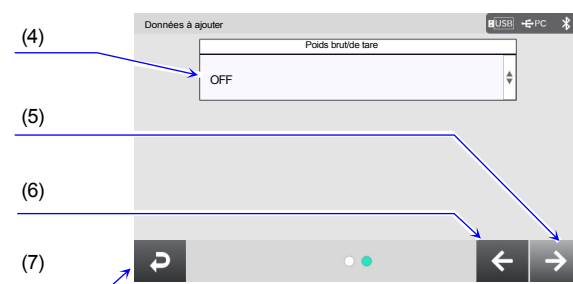 Données à ajouter
USB PC
(4)
Poids brut/de tare
OFF
(5)
(6)
(7)